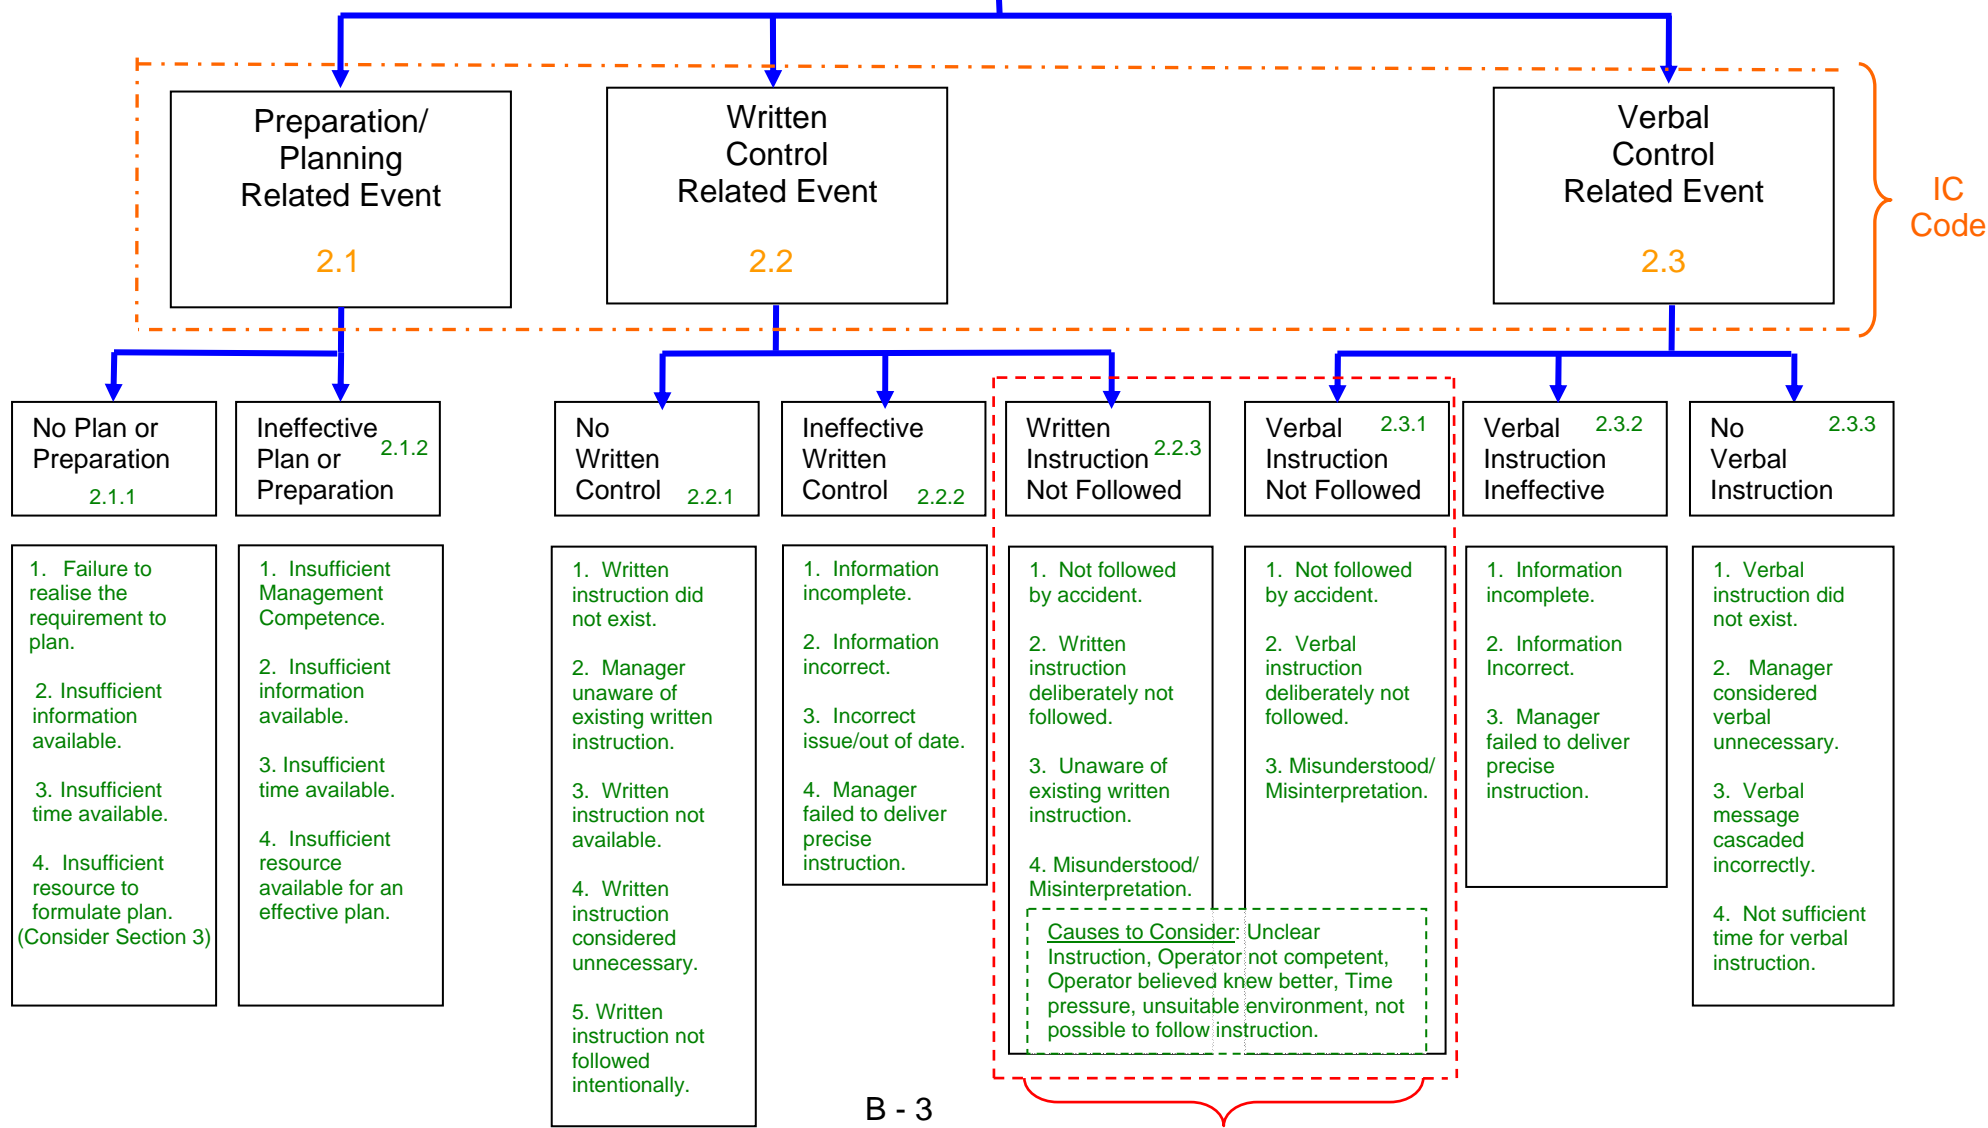 Preparation/
Planning
Related Event
2.1
Written
Control
Related Event
2.2
Verbal
Control
Related Event
2.3
IC
Code
No Plan or
Preparation
2.1.1
Ineffective
Plan or 2.1.2
Preparation
No
Written
Control 2.2.1
Ineffective
Written
Control 2.2.2
Written
Instruction 2.2.3
Not Followed
Verbal 2.3.1
Instruction
Not Followed
Verbal 2.3.2
Instruction
Ineffective
No 2.3.3
Verbal
Instruction
1. Failure to
realise the
requirement to
plan.
2. Insufficient
information
available.
3. Insufficient
time available.
4. Insufficient
resource to
formulate plan.
(Consider Section 3)
1. Insufficient
Management
Competence.
2. Insufficient
information
available.
3. Insufficient
time available.
4. Insufficient
resource
available for an
effective plan.
1. Written
instruction did
not exist.
2. Manager
unaware of
existing written
instruction.
3. Written
instruction not
available.
4. Written
instruction
considered
unnecessary.
5. Written
instruction not
followed
intentionally.
1. Information
incomplete.
2. Information
incorrect.
3. Incorrect
issue/out of date.
4. Manager
failed to deliver
precise
instruction.
1. Not followed
by accident.
2. Written
instruction
deliberately not
followed.
3. Unaware of
existing written
instruction.
4. Misunderstood/
Misinterpretation.
1. Not followed
by accident.
2. Verbal
instruction
deliberately not
followed.
3. Misunderstood/
Misinterpretation.
Causes to Consider: Unclear
Instruction, Operator not competent,
Operator believed knew better, Time
pressure, unsuitable environment, not
possible to follow instruction.
1. Information
incomplete.
2. Information
Incorrect.
3. Manager
failed to deliver
precise
instruction.
1. Verbal
instruction did
not exist.
2. Manager
considered
verbal
unnecessary.
3. Verbal
message
cascaded
incorrectly.
4. Not sufficient
time for verbal
instruction.
B - 3